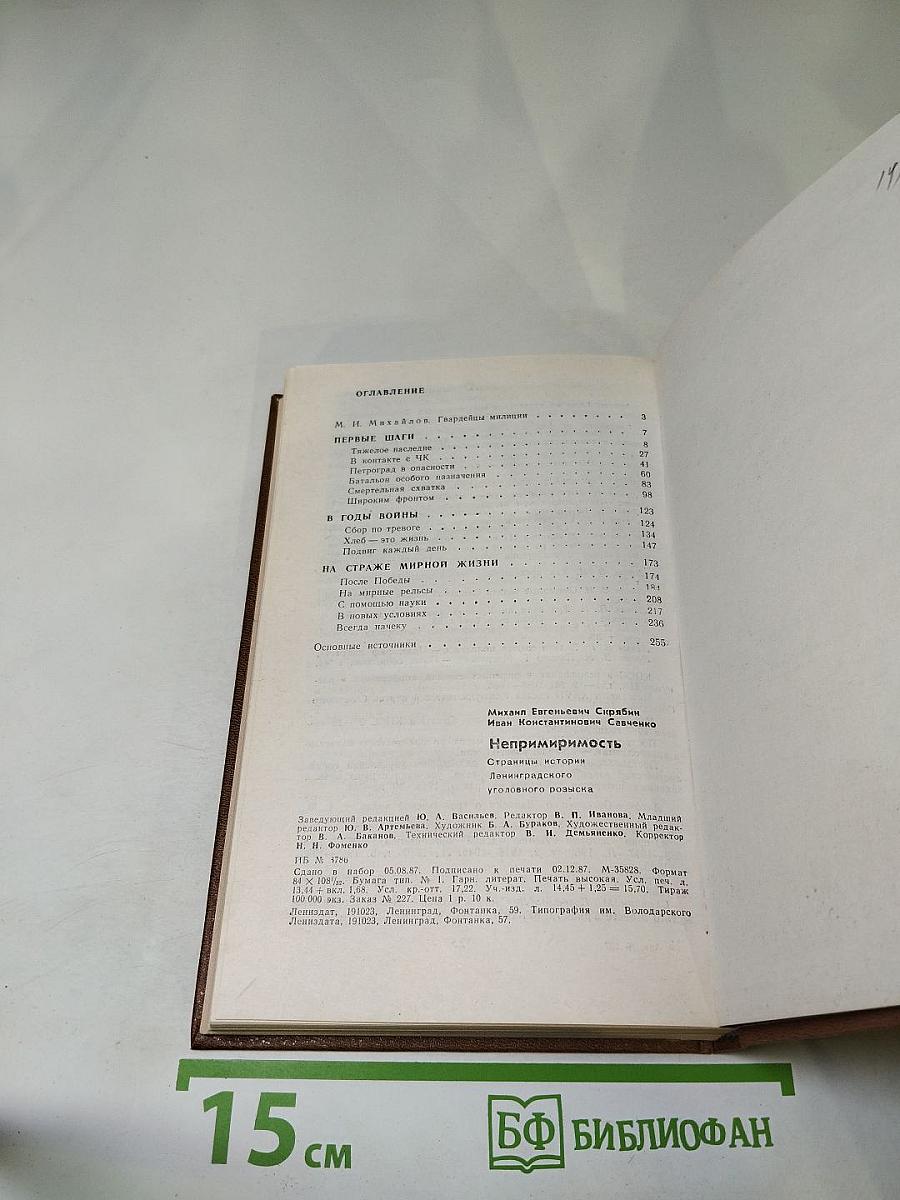 ОГЛАВЛЕНИЕ
М. И. Михайлов. Гвардейцы милиции . . . . . . . . 3
ПЕРВЫЕ ШАГИ . . . . . . . . 7
Тяжелое наследие . . . . . . . . 8
В контакте с ЧК . . . . . . . . 27
Петроград в опасности . . . . . . . . 41
Батальон особого назначения . . . . . . . . 60
Смертельная схватка . . . . . . . . 83
Широким фронтом . . . . . . . . 98
В ГОДЫ ВОЙНЫ . . . . . . . . 123
Сбор по тревоге . . . . . . . . 124
Хлеб — это жизнь . . . . . . . . 134
Подвиг каждый день . . . . . . . . 147
НА СТРАЖЕ МИРНОЙ ЖИЗНИ . . . . . . . . 173
После Победы . . . . . . . . 174
На мирные рельсы . . . . . . . .
С помощью науки . . . . . . . . 208
В новых условиях . . . . . . . . 217
Всегда начеку . . . . . . . . 236
Основные источники . . . . . . . . 255
Михаил Евгеньевич Скрябин
Иван Константинович Савченко
Непримиримость
Страницы истории
Ленинградского
уголовного розыска
Заведующий редакцией Ю. А. Васильев. Редактор В. П. Иванова. Младший
редактор Ю. В. Артемьева. Художник Б. А. Бураков. Художественный редак-
тор В. А. Баканов. Технический редактор В. И. Демьяненко. Корректор
Н. Н. Фоменко
ИБ № 3786
Сдано в набор 05.08.87. Подписано к печати 02.12.87. М-35828. Формат
84 × 108¹/₃₂. Бумага тип. № 1. Гарн. литерат. Печать высокая. Усл. печ. л.
13,44 + вкл. 1,68. Усл. кр.-отт. 17,22. Уч.-изд. л. 14,45 + 1,25 = 15,70. Тираж
100 000 экз. Заказ № 227. Цена 1 р. 10 к.
Лениздат, 191023, Ленинград, Фонтанка, 59. Типография им. Володарского
Лениздата, 191023, Ленинград, Фонтанка, 57.
15 см
БФ БИБЛИОФАН